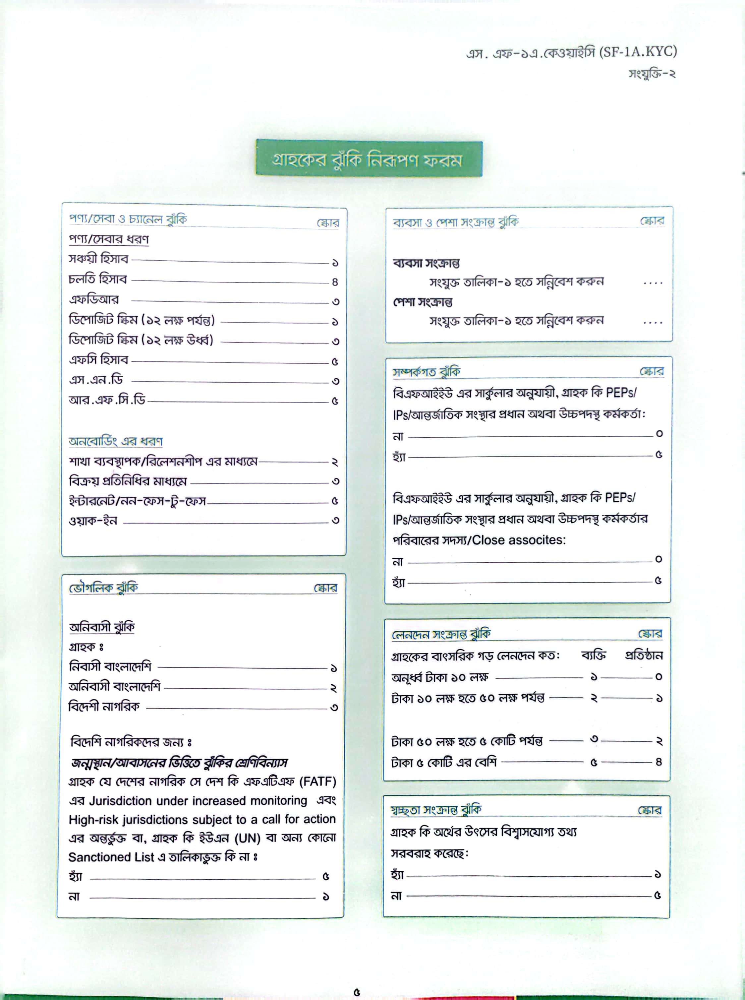 এস. এফ-১এ.কেওয়াইসি (SF-1A.KYC)
সংযুক্তি-২
গ্রাহকের ঝুঁকি নিরূপণ ফরম
পণ্য/সেবা ও চ্যানেল ঝুঁকি স্কোর
পণ্য/সেবার ধরণ
সঞ্চয়ী হিসাব ১
চলতি হিসাব ৪
এফডিআর ৩
ডিপোজিট স্কিম (১২ লক্ষ পর্যন্ত) ১
ডিপোজিট স্কিম (১২ লক্ষ উর্ধ্ব) ৩
এফসি হিসাব ৫
এস.এন.ডি ৩
আর.এফ.সি.ডি ৫
অনবোর্ডিং এর ধরণ
শাখা ব্যবস্থাপক/রিলেশনশীপ এর মাধ্যমে ২
বিক্রয় প্রতিনিধির মাধ্যমে ৩
ইন্টারনেট/নন-ফেস-টু-ফেস ৫
ওয়াক-ইন ৩
ভৌগলিক ঝুঁকি স্কোর
অনিবাসী ঝুঁকি
গ্রাহক ঃ
নিবাসী বাংলাদেশি ১
অনিবাসী বাংলাদেশি ২
বিদেশী নাগরিক ৩
বিদেশি নাগরিকদের জন্য ঃ
জন্মস্থান/আবাসনের ভিত্তিতে ঝুঁকির শ্রেণিবিন্যাস
গ্রাহক যে দেশের নাগরিক সে দেশ কি এফএটিএফ (FATF)
এর Jurisdiction under increased monitoring এবং
High-risk jurisdictions subject to a call for action
এর অন্তর্ভুক্ত বা, গ্রাহক কি ইউএন (UN) বা অন্য কোনো
Sanctioned List এ তালিকাভুক্ত কি না ঃ
হ্যাঁ ৫
না ১
ব্যবসা ও পেশা সংক্রান্ত ঝুঁকি স্কোর
ব্যবসা সংক্রান্ত
সংযুক্ত তালিকা-১ হতে সন্নিবেশ করুন ....
পেশা সংক্রান্ত
সংযুক্ত তালিকা-১ হতে সন্নিবেশ করুন ....
সম্পর্কগত ঝুঁকি স্কোর
বিএফআইইউ এর সার্কুলার অনুযায়ী, গ্রাহক কি PEPs/
IPs/আন্তর্জাতিক সংস্থার প্রধান অথবা উচ্চপদস্থ কর্মকর্তা:
না ০
হ্যাঁ ৫
বিএফআইইউ এর সার্কুলার অনুযায়ী, গ্রাহক কি PEPs/
IPs/আন্তর্জাতিক সংস্থার প্রধান অথবা উচ্চপদস্থ কর্মকর্তার
পরিবারের সদস্য/Close assocites:
না ০
হ্যাঁ ৫
লেনদেন সংক্রান্ত ঝুঁকি স্কোর
গ্রাহকের বাৎসরিক গড় লেনদেন কত: ব্যক্তি প্রতিষ্ঠান
অনূর্ধ্ব টাকা ১০ লক্ষ ১ ০
টাকা ১০ লক্ষ হতে ৫০ লক্ষ পর্যন্ত ২ ১
টাকা ৫০ লক্ষ হতে ৫ কোটি পর্যন্ত ৩ ২
টাকা ৫ কোটি এর বেশি ৫ ৪
স্বচ্ছতা সংক্রান্ত ঝুঁকি স্কোর
গ্রাহক কি অর্থের উৎসের বিশ্বাসযোগ্য তথ্য
সরবরাহ করেছে:
হ্যাঁ ১
না ৫
৫